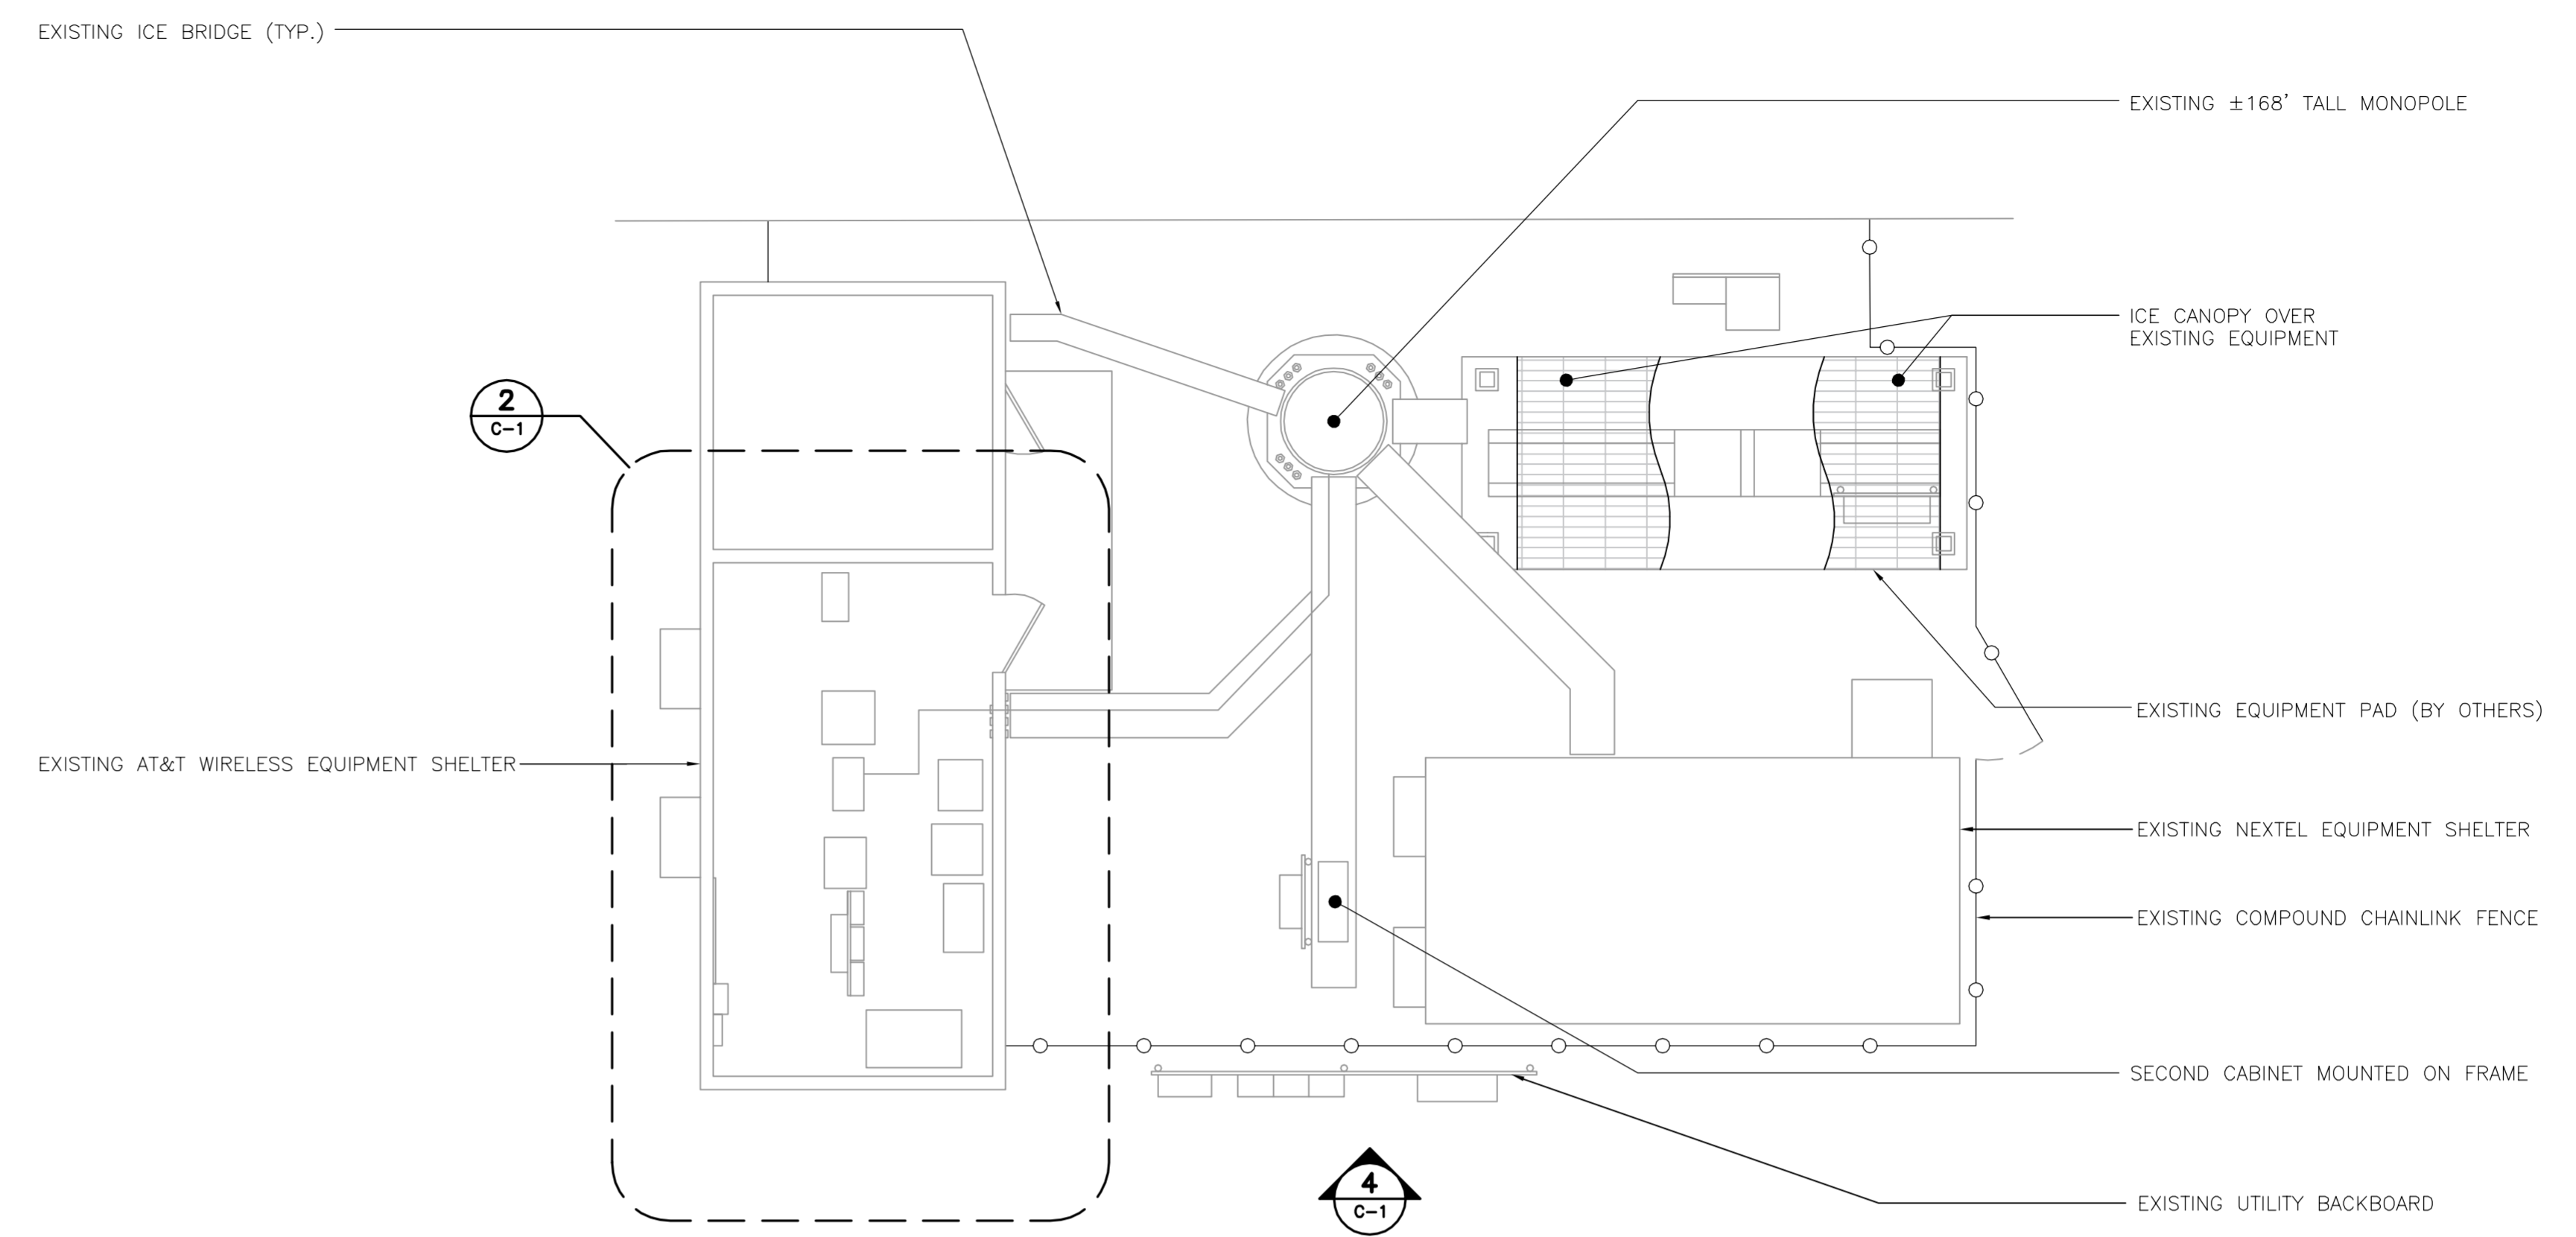 EXISTING ICE BRIDGE (TYP.)
EXISTING ±168' TALL MONOPOLE
ICE CANOPY OVER
EXISTING EQUIPMENT
2
C-1
EXISTING EQUIPMENT PAD (BY OTHERS)
EXISTING AT&T WIRELESS EQUIPMENT SHELTER
EXISTING NEXTEL EQUIPMENT SHELTER
EXISTING COMPOUND CHAINLINK FENCE
SECOND CABINET MOUNTED ON FRAME
4
C-1
EXISTING UTILITY BACKBOARD